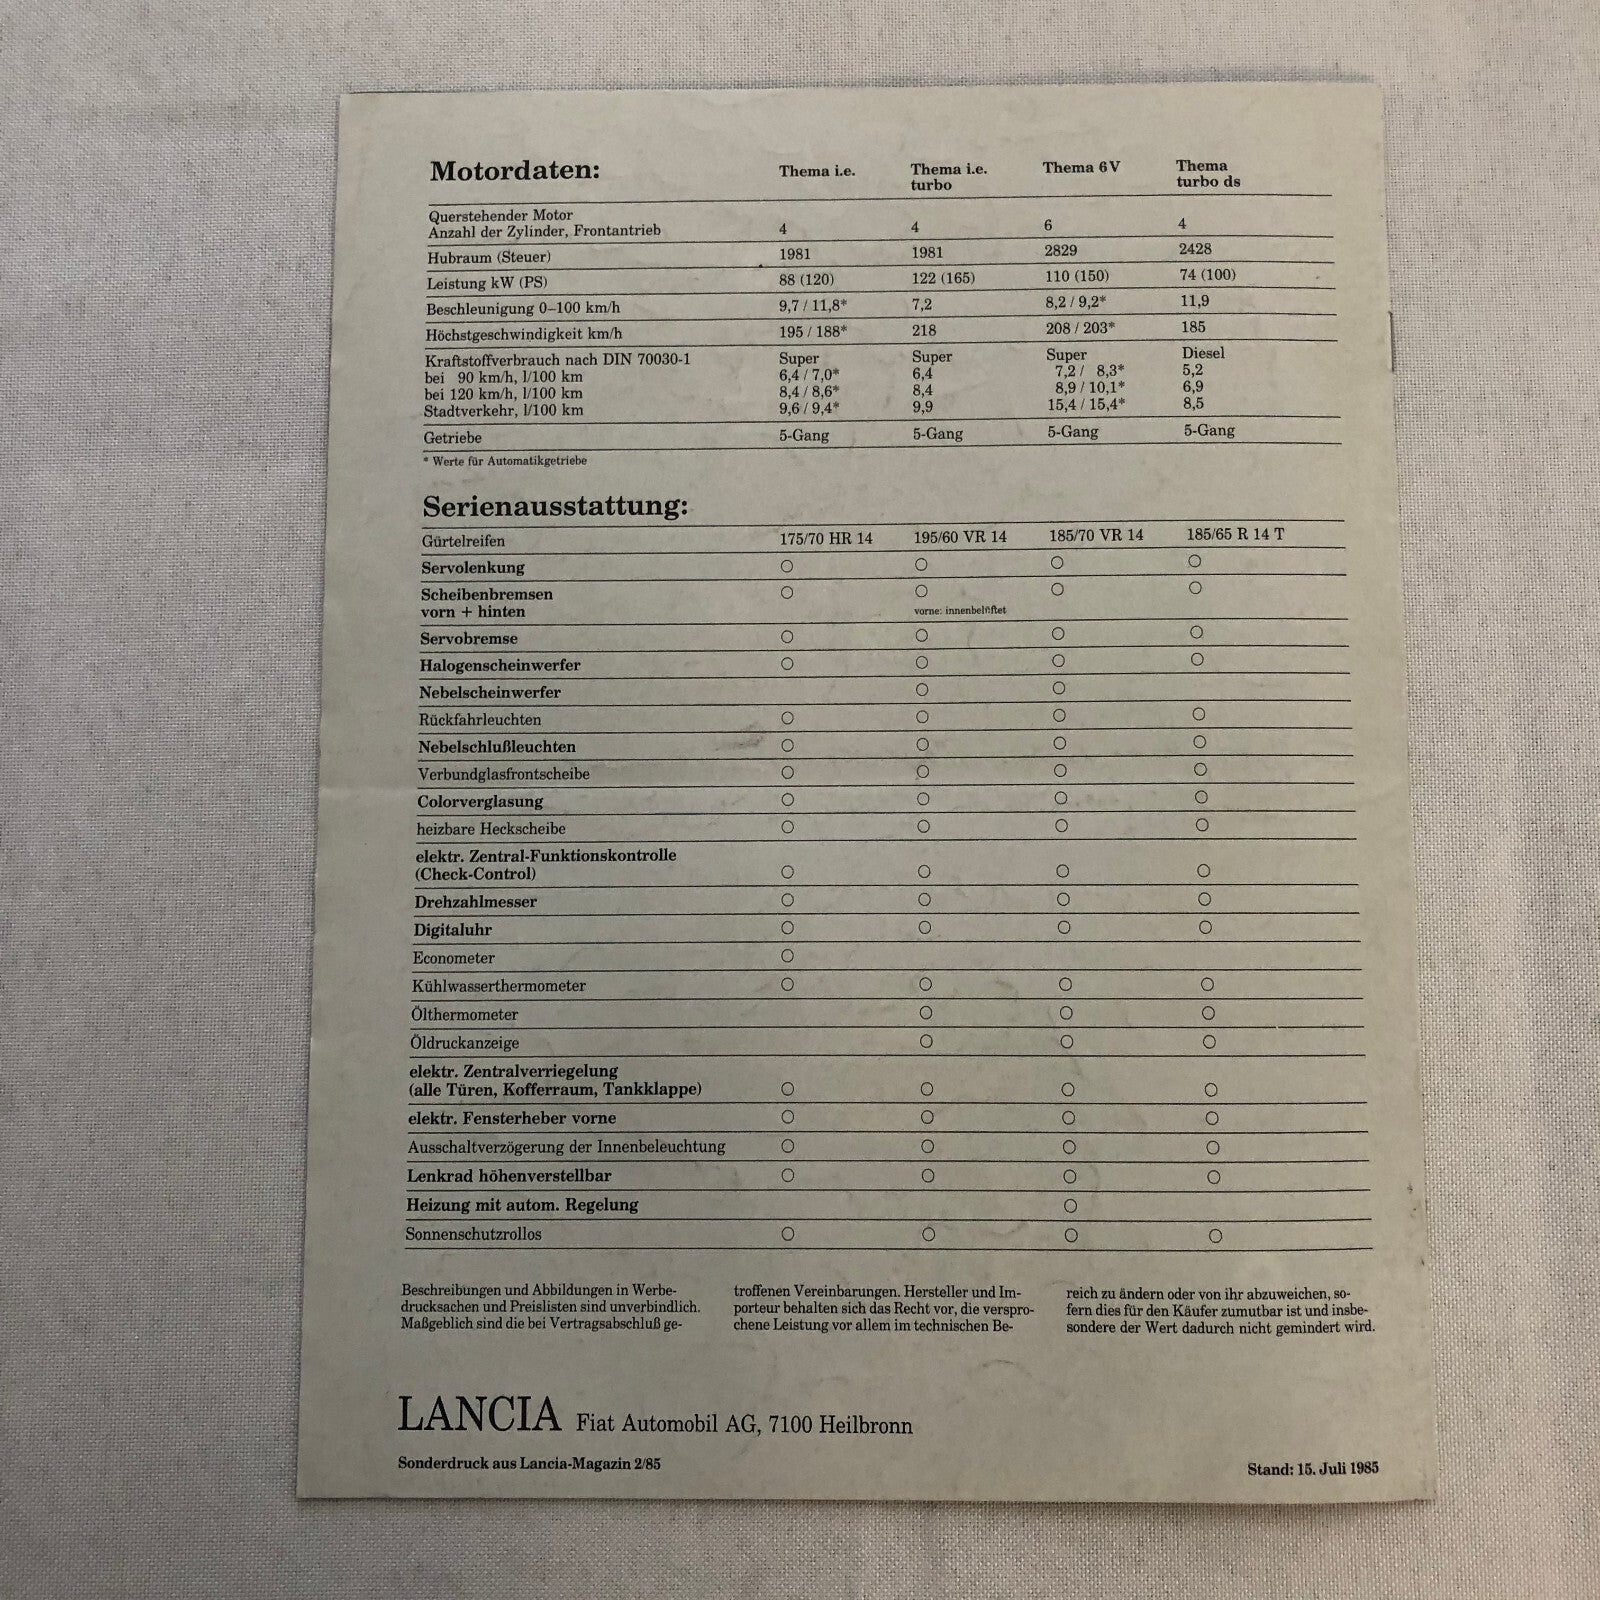 Motordaten: Thema i.e. Thema i.e. turbo Thema 6V Thema turbo ds
Querstehender Motor
Anzahl der Zylinder, Frontantrieb 4 4 6 4
Hubraum (Steuer) 1981 1981 2829 2428
Leistung kW (PS) 88 (120) 122 (165) 110 (150) 74 (100)
Beschleunigung 0–100 km/h 9,7 / 11,8* 7,2 8,2 / 9,2* 11,9
Höchstgeschwindigkeit km/h 195 / 188* 218 208 / 203* 185
Kraftstoffverbrauch nach DIN 70030-1 Super Super Super Diesel
bei 90 km/h, l/100 km 6,4 / 7,0* 6,4 7,2 / 8,3* 5,2
bei 120 km/h, l/100 km 8,4 / 8,6* 8,4 8,9 / 10,1* 6,9
Stadtverkehr, l/100 km 9,6 / 9,4* 9,9 15,4 / 15,4* 8,5
Getriebe 5-Gang 5-Gang 5-Gang 5-Gang
* Werte für Automatikgetriebe
Serienausstattung:
Gürtelreifen 175/70 HR 14 195/60 VR 14 185/70 VR 14 185/65 R 14 T
Servolenkung ○ ○ ○ ○
Scheibenbremsen ○ ○ ○ ○
vorn + hinten vorne: innenbelüftet
Servobremse ○ ○ ○ ○
Halogenscheinwerfer ○ ○ ○ ○
Nebelscheinwerfer ○ ○
Rückfahrleuchten ○ ○ ○ ○
Nebelschlußleuchten ○ ○ ○ ○
Verbundglasfrontscheibe ○ ○ ○ ○
Colorverglasung ○ ○ ○ ○
heizbare Heckscheibe ○ ○ ○ ○
elektr. Zentral-Funktionskontrolle
(Check-Control) ○ ○ ○ ○
Drehzahlmesser ○ ○ ○ ○
Digitaluhr ○ ○ ○ ○
Econometer ○
Kühlwasserthermometer ○ ○ ○ ○
Ölthermometer ○ ○ ○
Öldruckanzeige ○ ○ ○
elektr. Zentralverriegelung
(alle Türen, Kofferraum, Tankklappe) ○ ○ ○ ○
elektr. Fensterheber vorne ○ ○ ○ ○
Ausschaltverzögerung der Innenbeleuchtung ○ ○ ○ ○
Lenkrad höhenverstellbar ○ ○ ○ ○
Heizung mit autom. Regelung ○
Sonnenschutzrollos ○ ○ ○ ○
Beschreibungen und Abbildungen in Werbe-
drucksachen und Preislisten sind unverbindlich.
Maßgeblich sind die bei Vertragsabschluß ge-
troffenen Vereinbarungen. Hersteller und Im-
porteur behalten sich das Recht vor, die verspro-
chene Leistung vor allem im technischen Be-
reich zu ändern oder von ihr abzuweichen, so-
fern dies für den Käufer zumutbar ist und insbe-
sondere der Wert dadurch nicht gemindert wird.
LANCIA Fiat Automobil AG, 7100 Heilbronn
Sonderdruck aus Lancia-Magazin 2/85
Stand: 15. Juli 1985